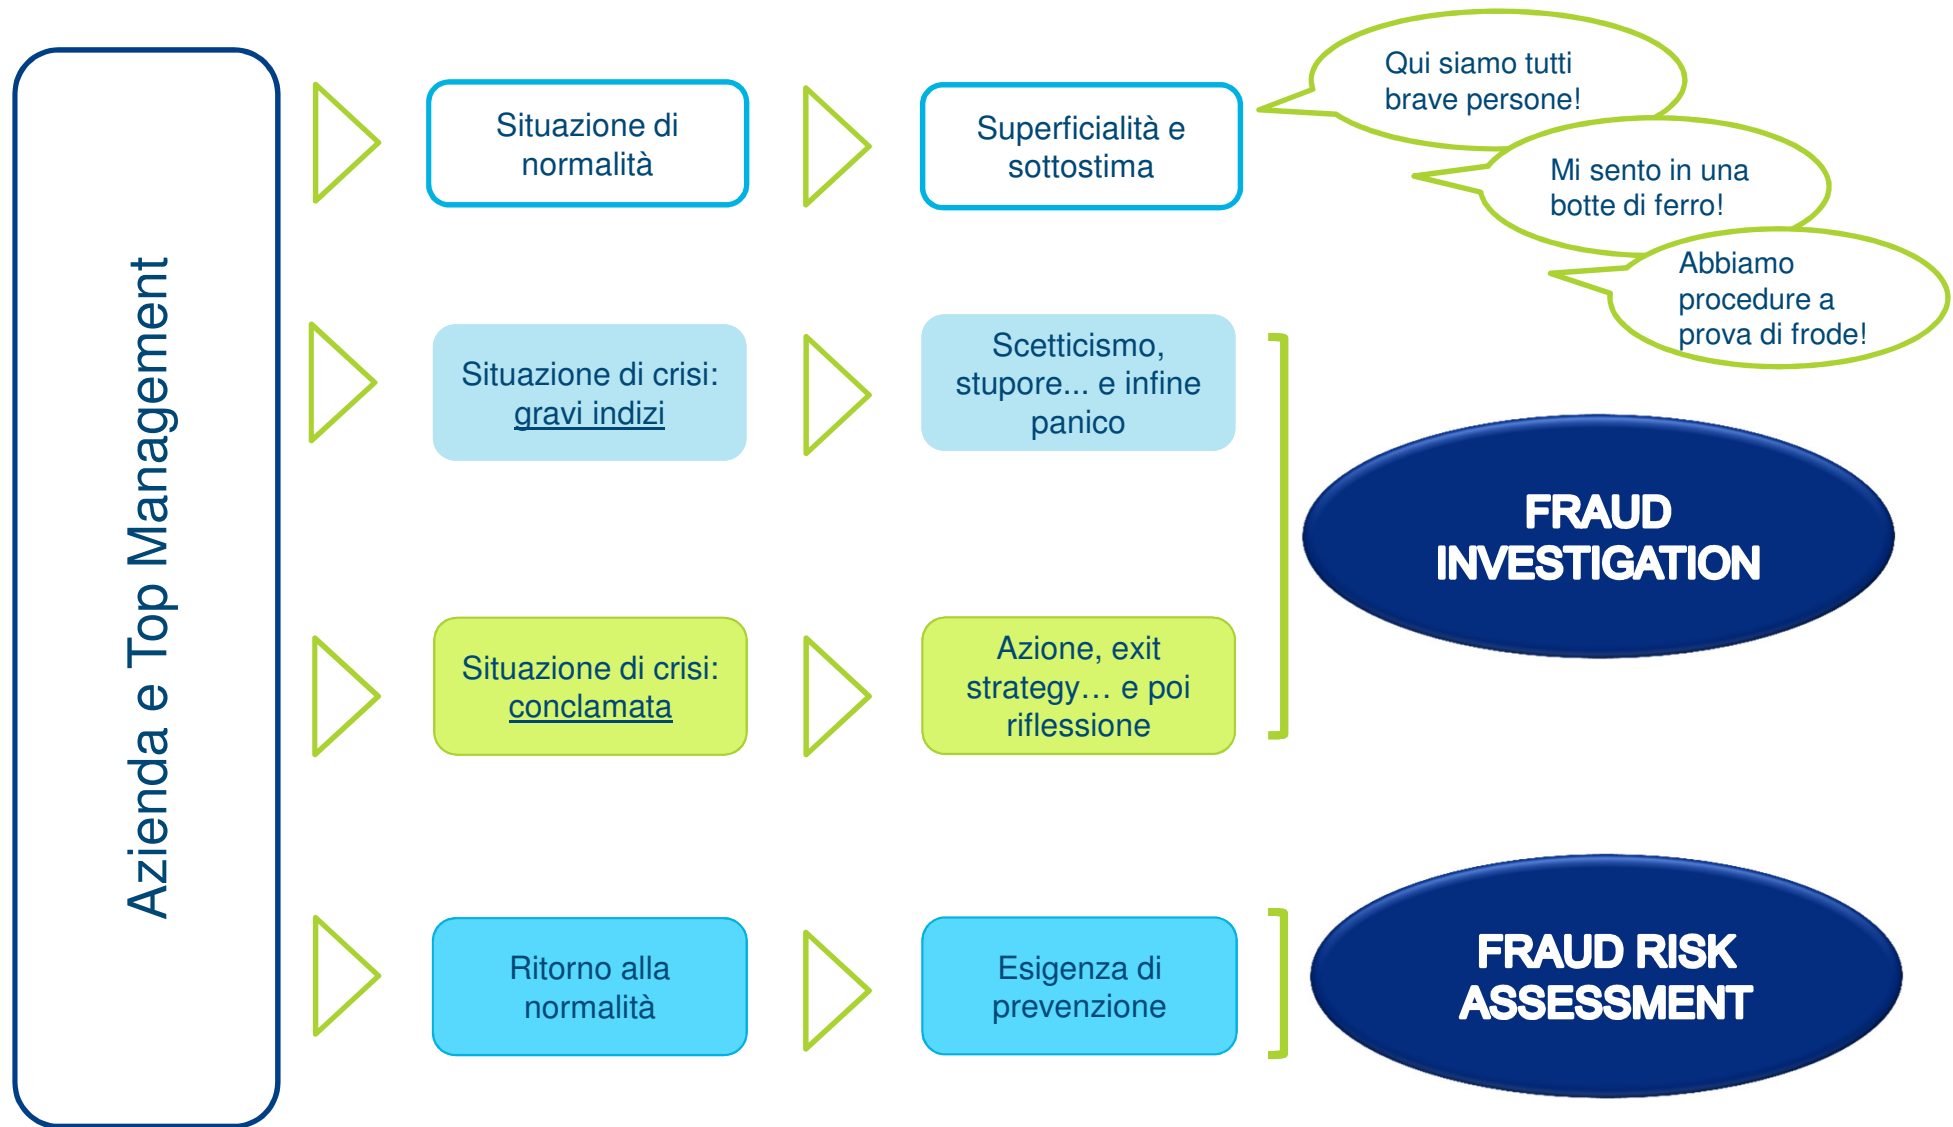 Azienda e Top Management
Situazione di
normalità
Superficialità e
sottostima
Qui siamo tutti
brave persone!
Mi sento in una
botte di ferro!
Abbiamo
procedure a
prova di frode!
Situazione di crisi:
gravi indizi
Scetticismo,
stupore... e infine
panico
FRAUD
INVESTIGATION
Situazione di crisi:
conclamata
Azione, exit
strategy… e poi
riflessione
Ritorno alla
normalità
Esigenza di
prevenzione
FRAUD RISK
ASSESSMENT